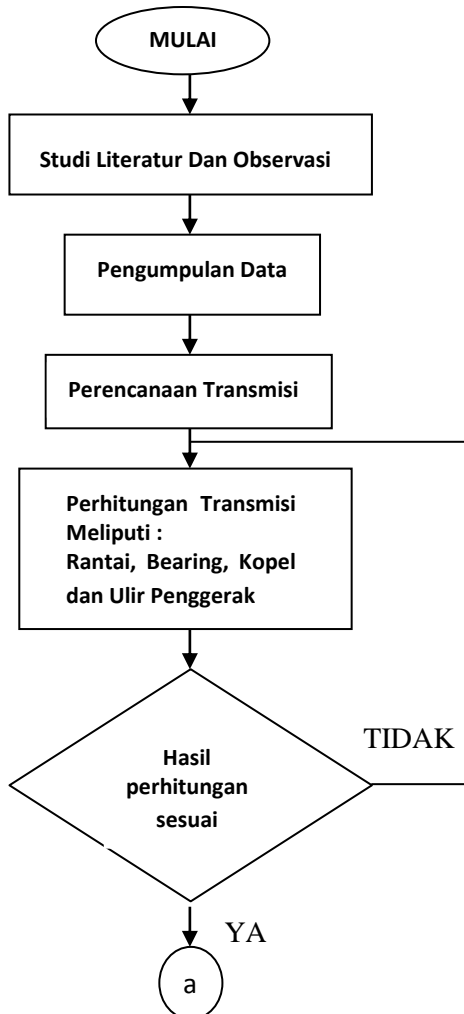 MULAI
Studi Literatur Dan Observasi
Pengumpulan Data
Perencanaan Transmisi
Perhitungan Transmisi
Meliputi :
Rantai, Bearing, Kopel
dan Ulir Penggerak
Hasil
perhitungan
sesuai
TIDAK
YA
a